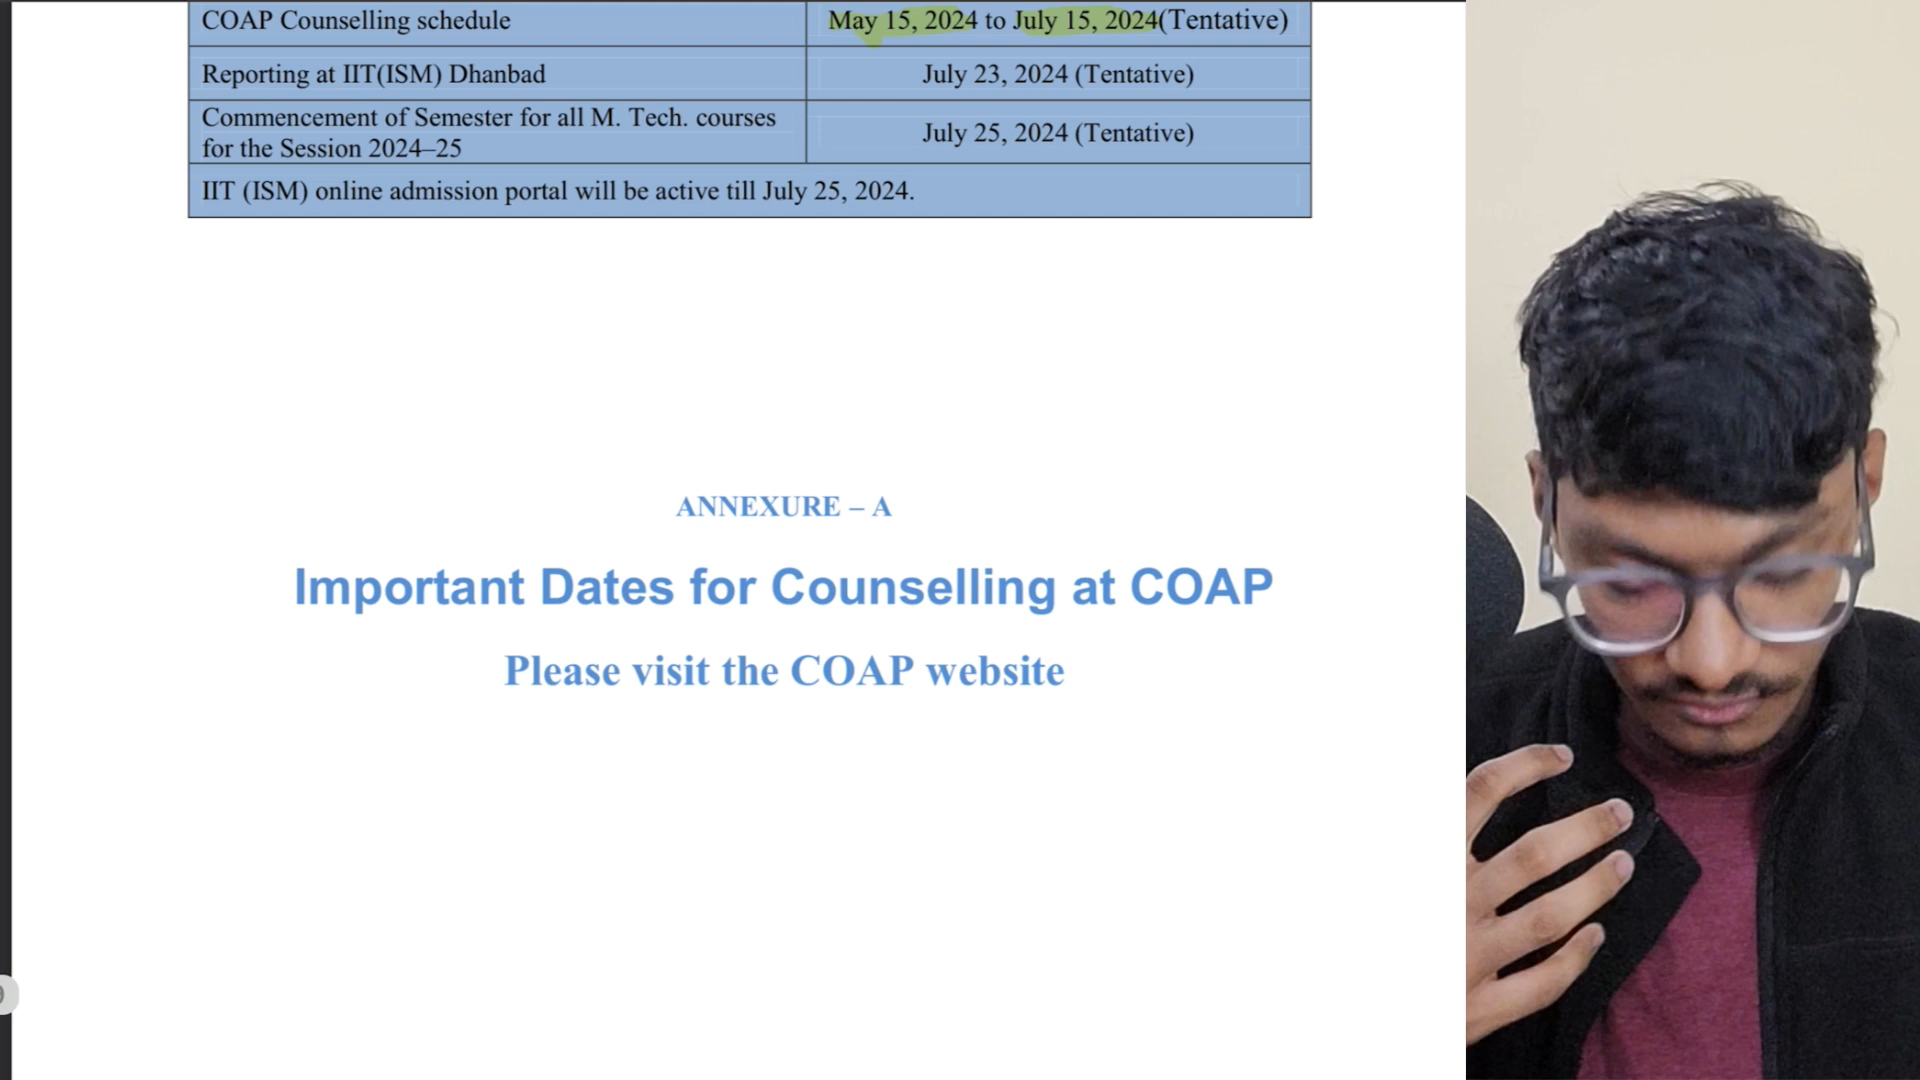 COAP Counselling schedule
May 15, 2024 to July 15, 2024(Tentative)
Reporting at IIT(ISM) Dhanbad
July 23, 2024 (Tentative)
Commencement of Semester for all M. Tech. courses
for the Session 2024–25
July 25, 2024 (Tentative)
IIT (ISM) online admission portal will be active till July 25, 2024.
ANNEXURE – A
Important Dates for Counselling at COAP
Please visit the COAP website